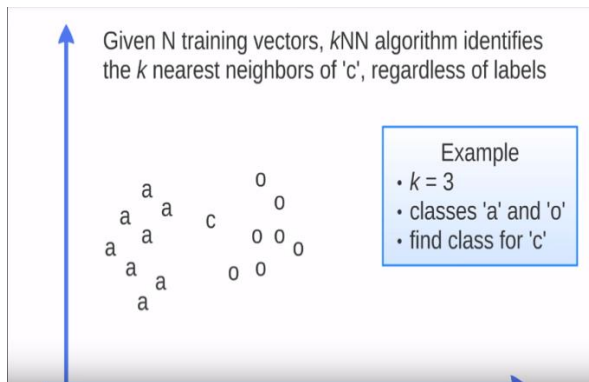 Given N training vectors, kNN algorithm identifies
the k nearest neighbors of 'c', regardless of labels
Example
• k = 3
• classes 'a' and 'o'
• find class for 'c'
o
a
o
a
a
c
a
o o
a
o
a
o o
a
a